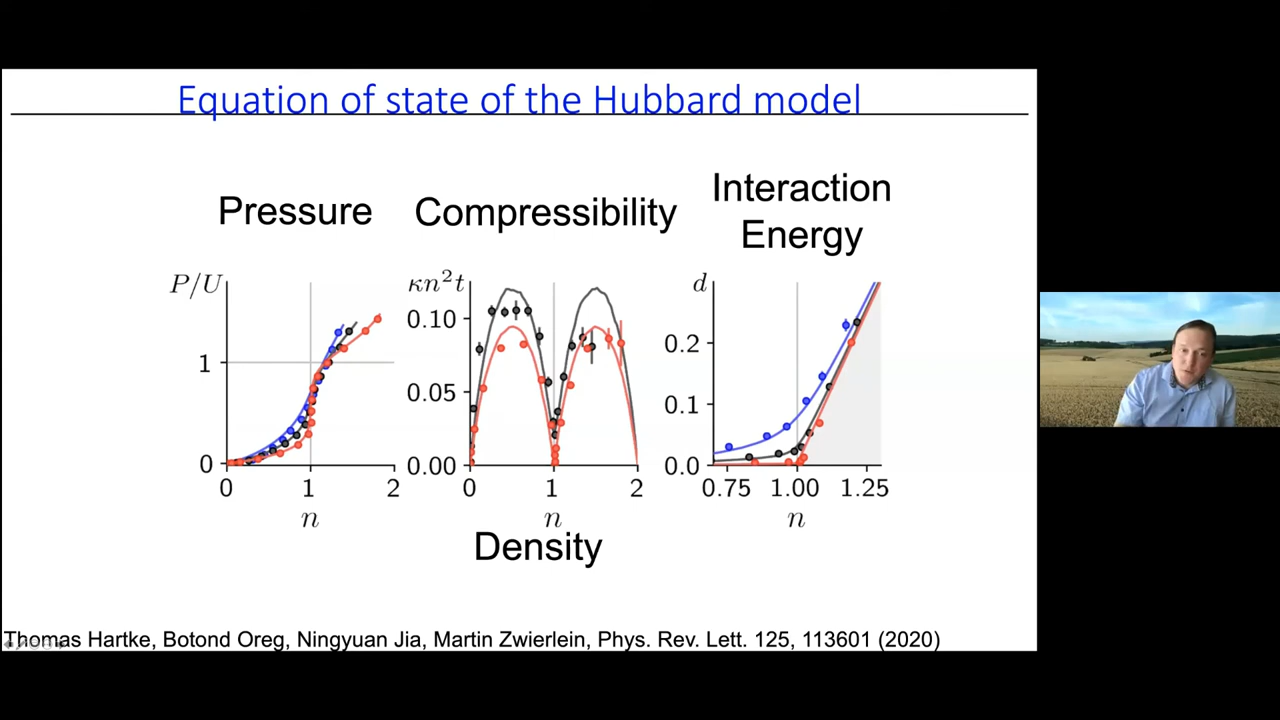 Equation of state of the Hubbard model
Pressure
Compressibility
Interaction
Energy
P/U
1
0
0
1
2
n
κn²t
0.10
0.05
0.00
0
1
2
n
d
0.2
0.1
0.0
0.75
1.00
1.25
n
Density
Thomas Hartke, Botond Oreg, Ningyuan Jia, Martin Zwierlein, Phys. Rev. Lett. 125, 113601 (2020)